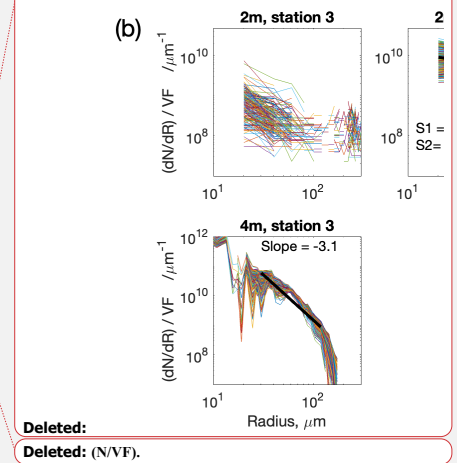 (b)
2m, station 3
2
(dN/dR) / VF /μm-1
10^10
10^8
10^1
10^2
10^10
10^8
S1 =
S2=
10^1
4m, station 3
Slope = -3.1
(dN/dR) / VF /μm-1
10^12
10^10
10^8
10^1
10^2
Radius, μm
Deleted:
Deleted: (N/VF).